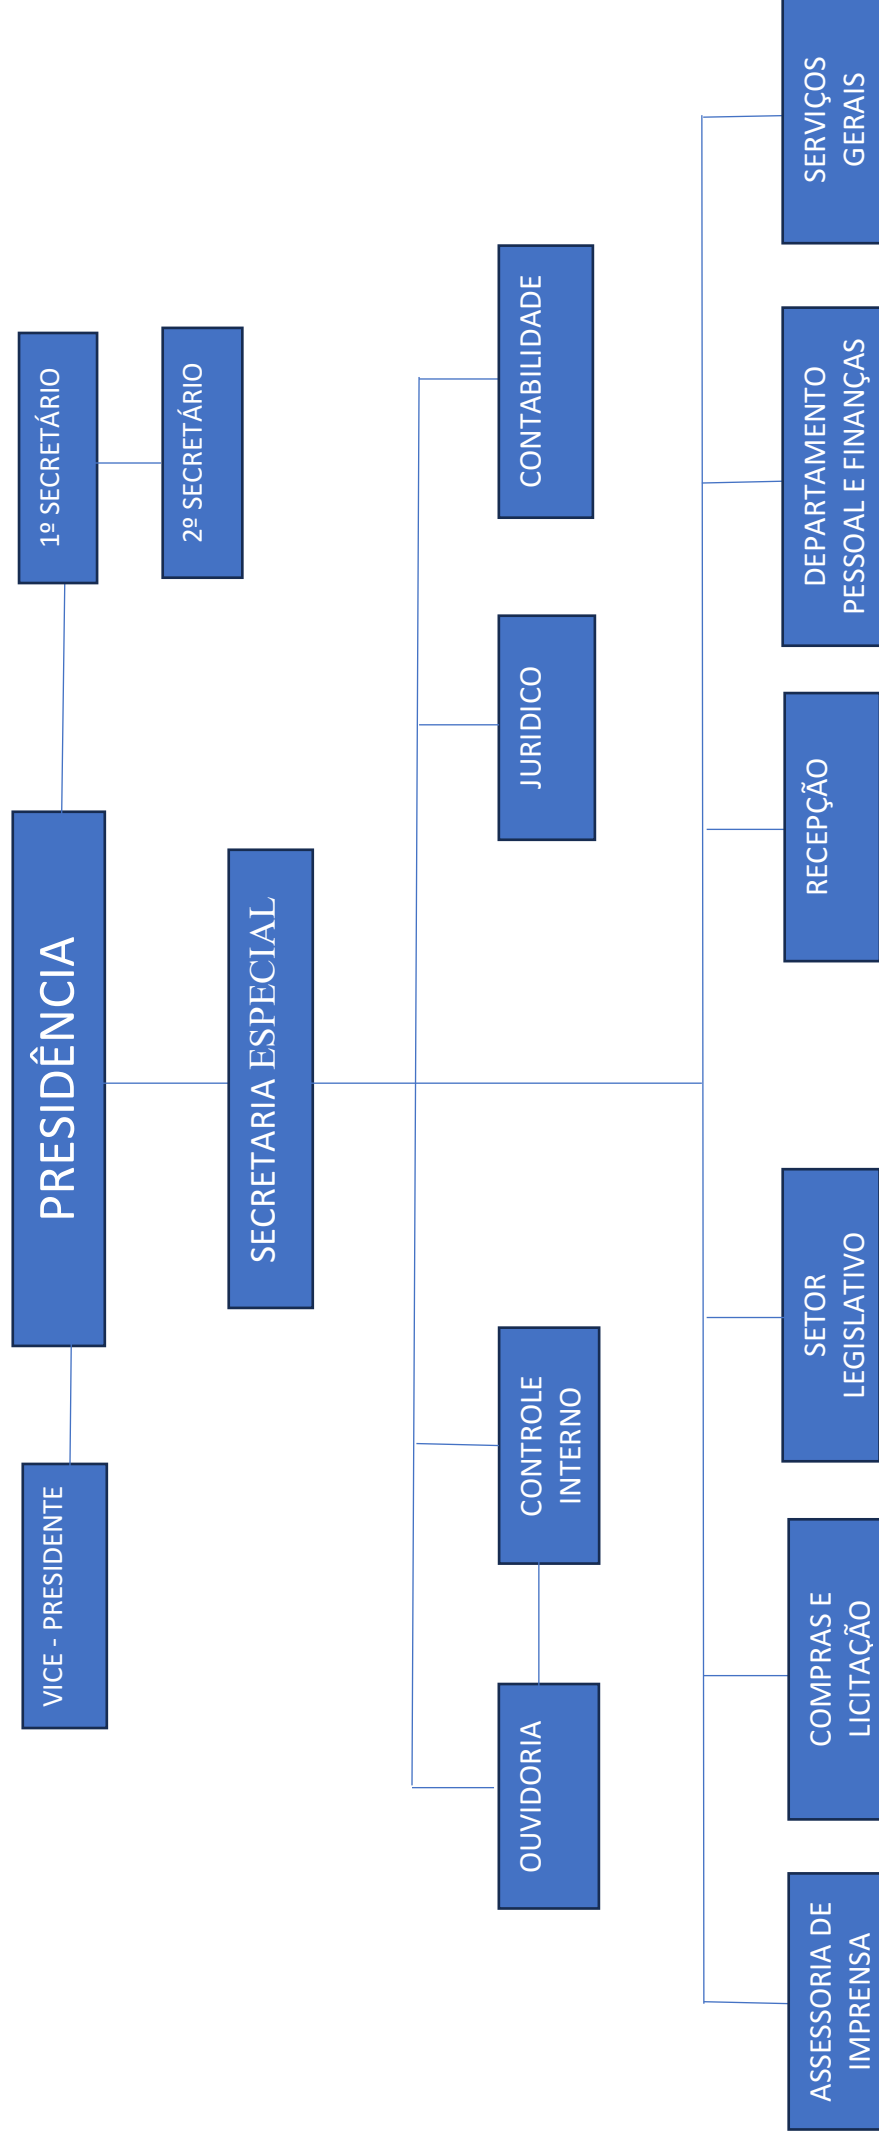 VICE - PRESIDENTE
PRESIDÊNCIA
1º SECRETÁRIO
2º SECRETÁRIO
SECRETARIA ESPECIAL
OUVIDORIA
CONTROLE
INTERNO
JURIDICO
CONTABILIDADE
ASSESSORIA DE
IMPRENSA
COMPRAS E
LICITAÇÃO
SETOR
LEGISLATIVO
RECEPÇÃO
DEPARTAMENTO
PESSOAL E FINANÇAS
SERVIÇOS
GERAIS